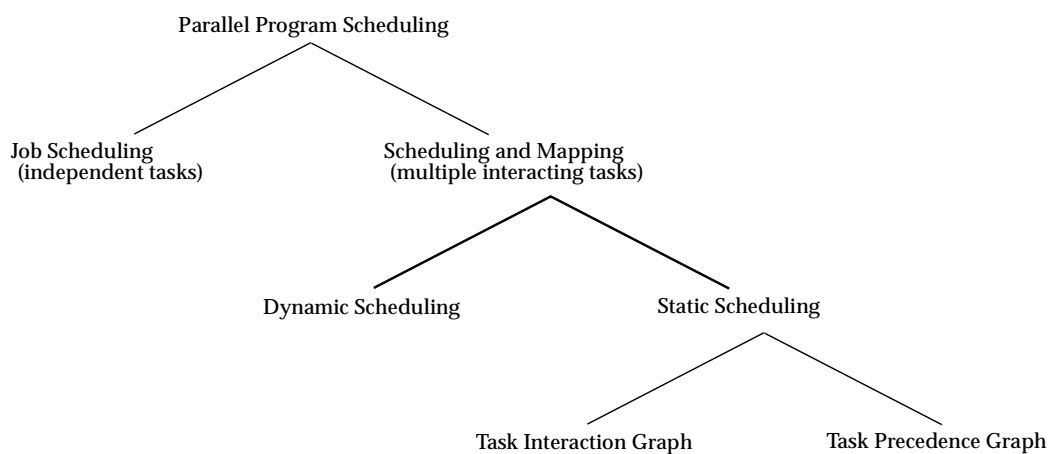 Parallel Program Scheduling
Job Scheduling
(independent tasks)
Scheduling and Mapping
(multiple interacting tasks)
Dynamic Scheduling
Static Scheduling
Task Interaction Graph
Task Precedence Graph